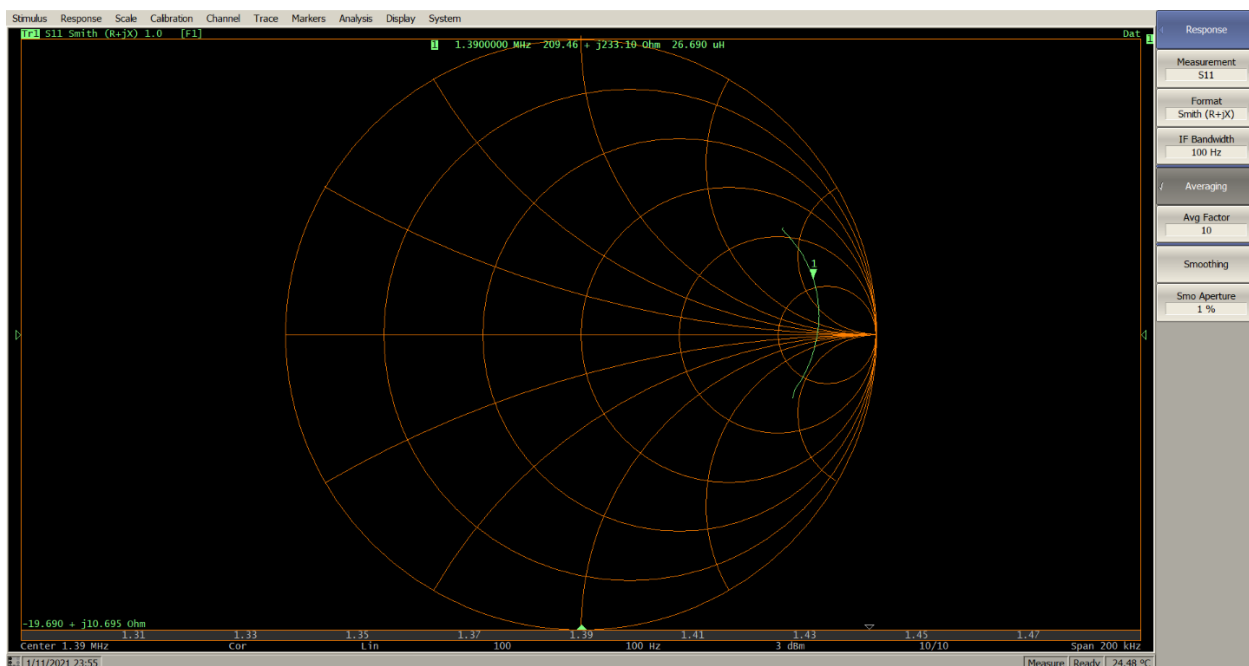 Stimulus Response Scale Calibration Channel Trace Markers Analysis Display System
Tr1 S11 Smith (R+jX) 1.0 [F1]
Dat
1
1 1.3900000 MHz 209.46 + j233.10 Ohm 26.690 uH
1
-19.690 + j10.695 Ohm
1.31 1.33 1.35 1.37 1.39 1.41 1.43 1.45 1.47
Center 1.39 MHz Cor Lin 100 100 Hz 3 dBm 10/10 Span 200 kHz
1/11/2021 23:55 Measure Ready 24.48 ºC
Response
Measurement
S11
Format
Smith (R+jX)
IF Bandwidth
100 Hz
Averaging
Avg Factor
10
Smoothing
Smo Aperture
1 %